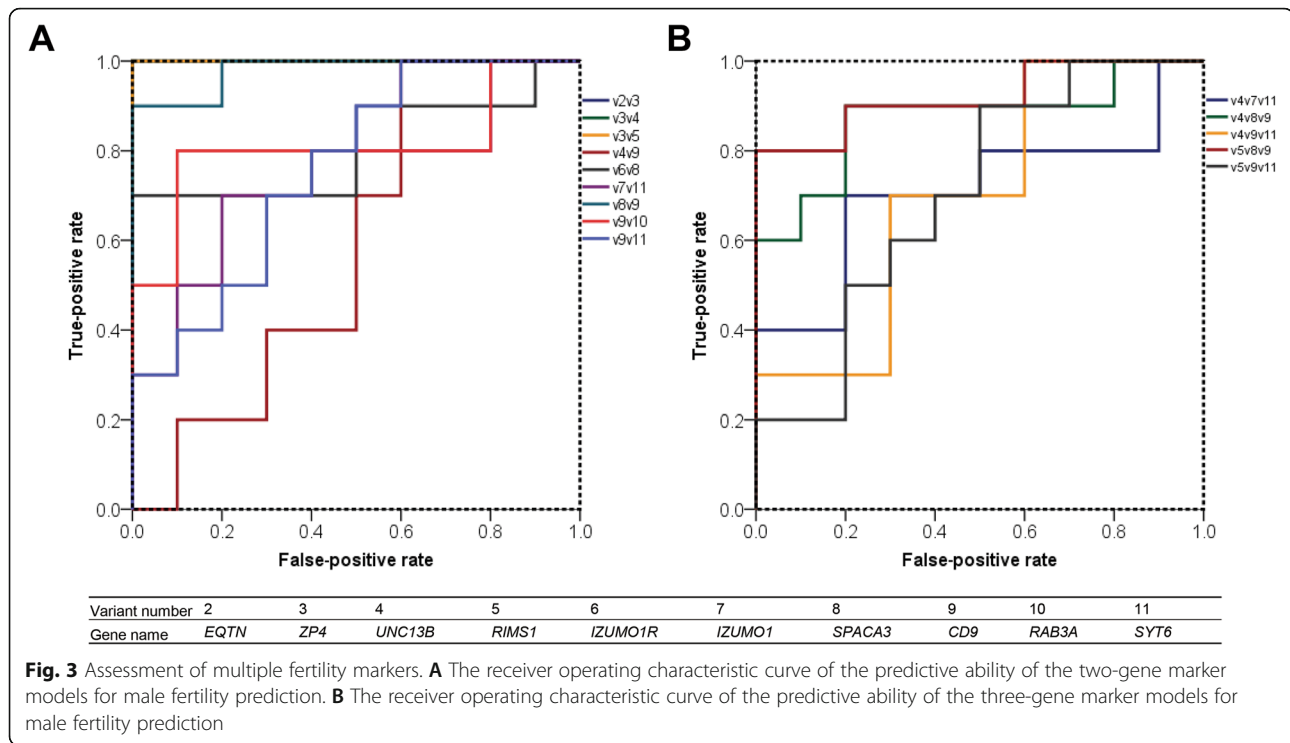 A
B
1.0
0.8
0.6
0.4
0.2
0.0
True-positive rate
0.0 0.2 0.4 0.6 0.8 1.0
False-positive rate
v2v3
v3v4
v3v5
v4v9
v6v8
v7v11
v8v9
v9v10
v9v11
1.0
0.8
0.6
0.4
0.2
0.0
True-positive rate
0.0 0.2 0.4 0.6 0.8 1.0
False-positive rate
v4v7v11
v4v8v9
v4v9v11
v5v8v9
v5v9v11
Variant number 2 3 4 5 6 7 8 9 10 11
Gene name EQTN ZP4 UNC13B RIMS1 IZUMO1R IZUMO1 SPACA3 CD9 RAB3A SYT6
Fig. 3 Assessment of multiple fertility markers. A The receiver operating characteristic curve of the predictive ability of the two-gene marker
models for male fertility prediction. B The receiver operating characteristic curve of the predictive ability of the three-gene marker models for
male fertility prediction